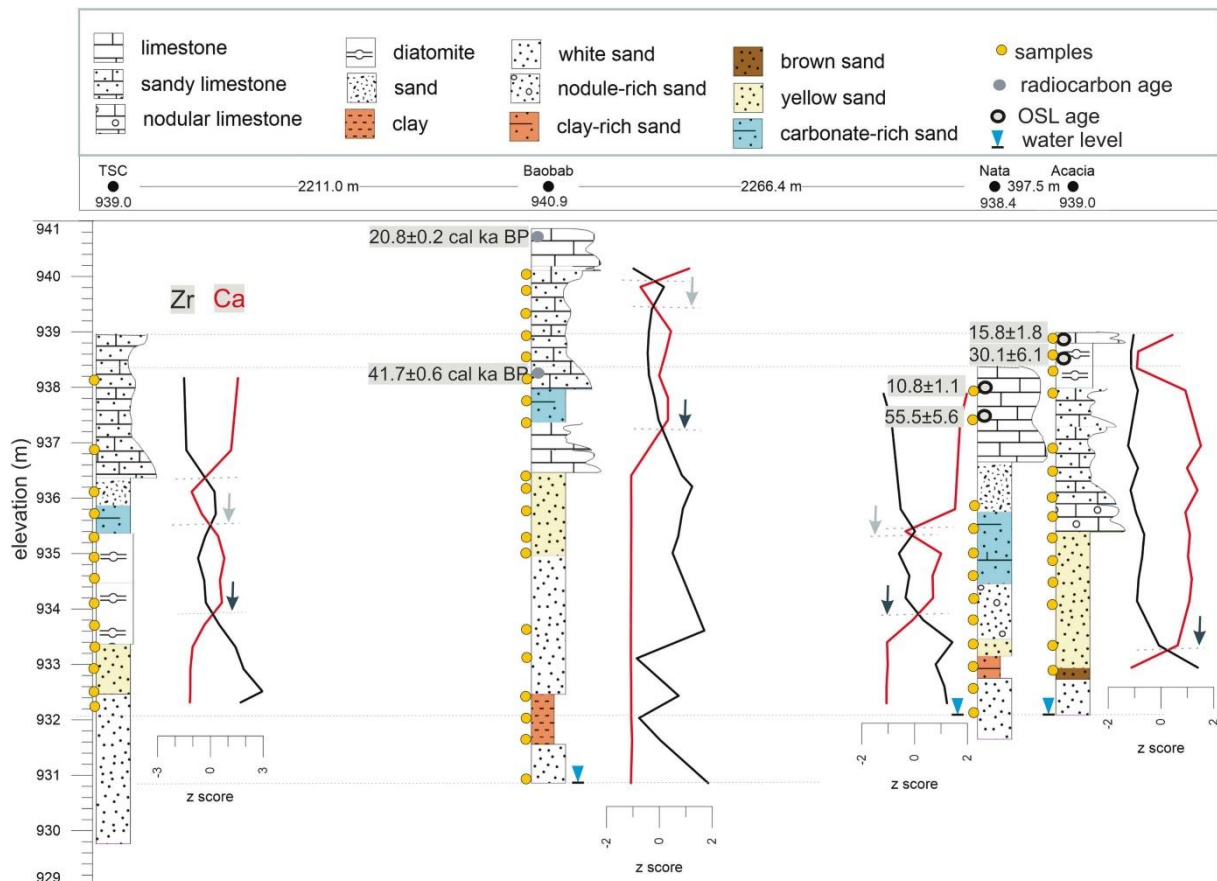 limestone
sandy limestone
nodular limestone
diatomite
sand
clay
white sand
nodule-rich sand
clay-rich sand
brown sand
yellow sand
carbonate-rich sand
samples
radiocarbon age
OSL age
water level
TSC
939.0
2211.0 m
Baobab
940.9
2266.4 m
Nata
938.4
397.5 m
Acacia
939.0
elevation (m)
941
940
939
938
937
936
935
934
933
932
931
930
929
Zr
Ca
20.8±0.2 cal ka BP
41.7±0.6 cal ka BP
10.8±1.1
55.5±5.6
15.8±1.8
30.1±6.1
-3 0 3
z score
-2 0 2
z score
-2 0 2
z score
-2 0 2
z score